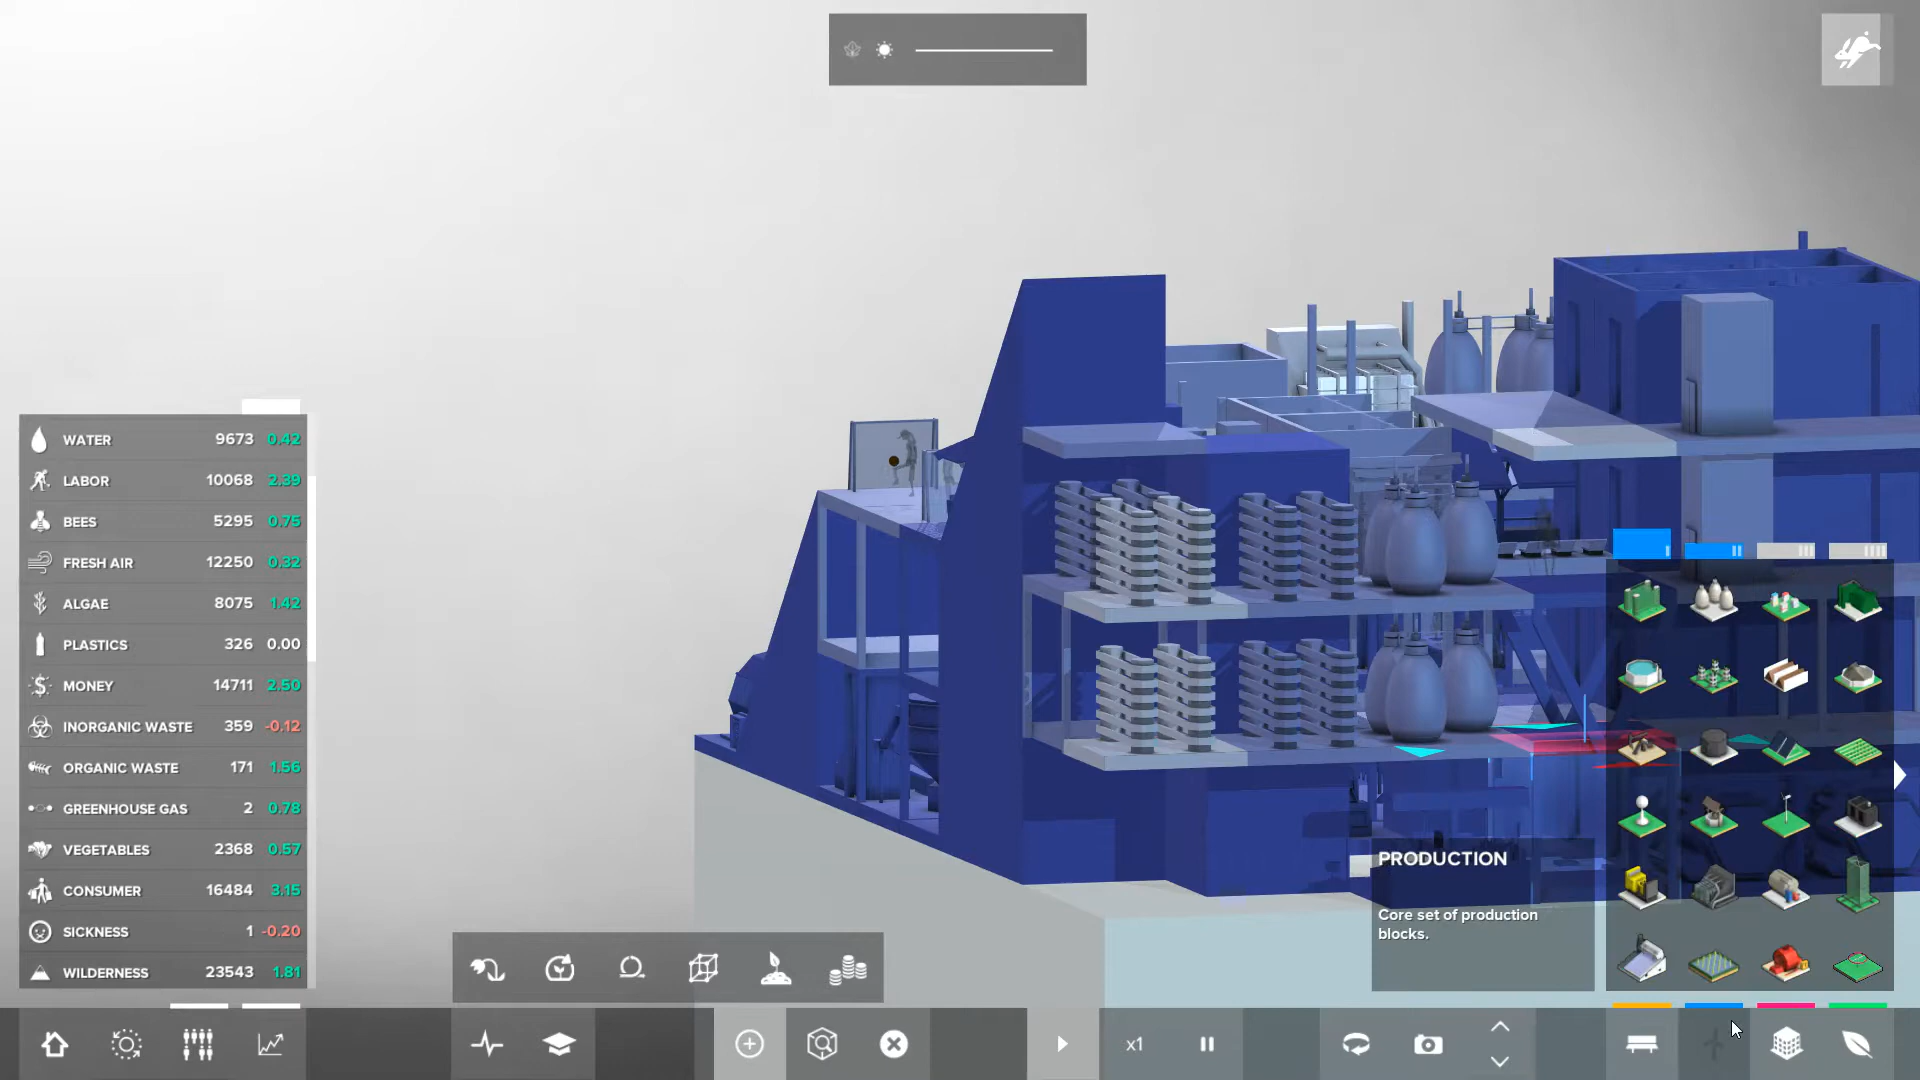 WATER 9673 0.42
LABOR 10068 2.39
BEES 5295 0.75
FRESH AIR 12250 0.32
ALGAE 8075 1.42
PLASTICS 326 0.00
MONEY 14711 2.50
INORGANIC WASTE 359 -0.12
ORGANIC WASTE 171 1.56
GREENHOUSE GAS 2 0.78
VEGETABLES 2368 0.57
CONSUMER 16484 3.15
SICKNESS 1 -0.20
WILDERNESS 23543 1.81
PRODUCTION
Core set of production
blocks.
x1